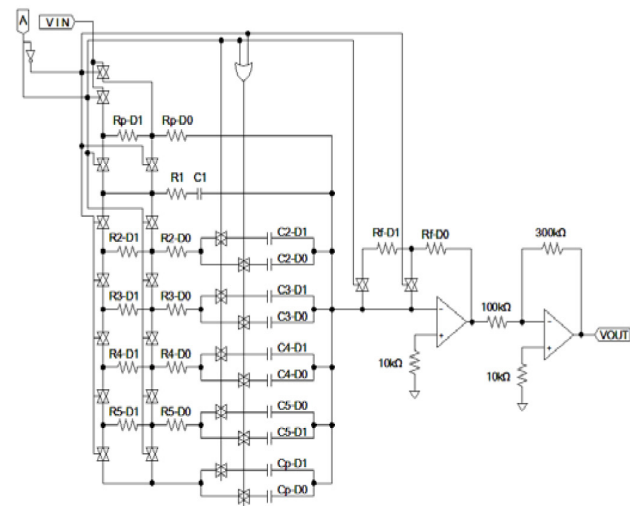 A
VIN
Rp-D1 Rp-D0
R1 C1
R2-D1 R2-D0 C2-D1
C2-D0
R3-D1 R3-D0 C3-D1
C3-D0
R4-D1 R4-D0 C4-D1
C4-D0
R5-D1 R5-D0 C5-D0
C5-D1
Cp-D1
Cp-D0
Rf-D1 Rf-D0
300kΩ
100kΩ
10kΩ
10kΩ
VOUT
- +
- +